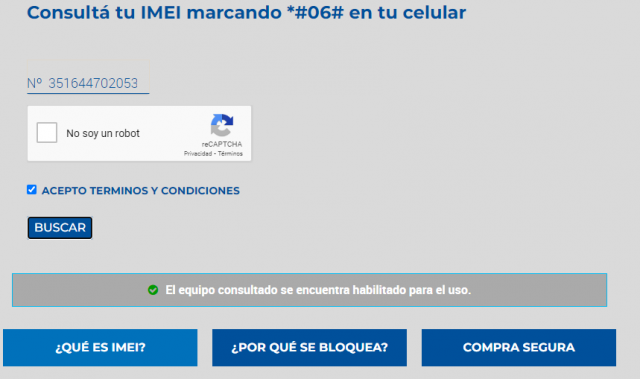 Consultá tu IMEI marcando *#06# en tu celular
Nº 351644702053
No soy un robot
reCAPTCHA
Privacidad - Términos
ACEPTO TERMINOS Y CONDICIONES
BUSCAR
El equipo consultado se encuentra habilitado para el uso.
¿QUÉ ES IMEI?
¿POR QUÉ SE BLOQUEA?
COMPRA SEGURA